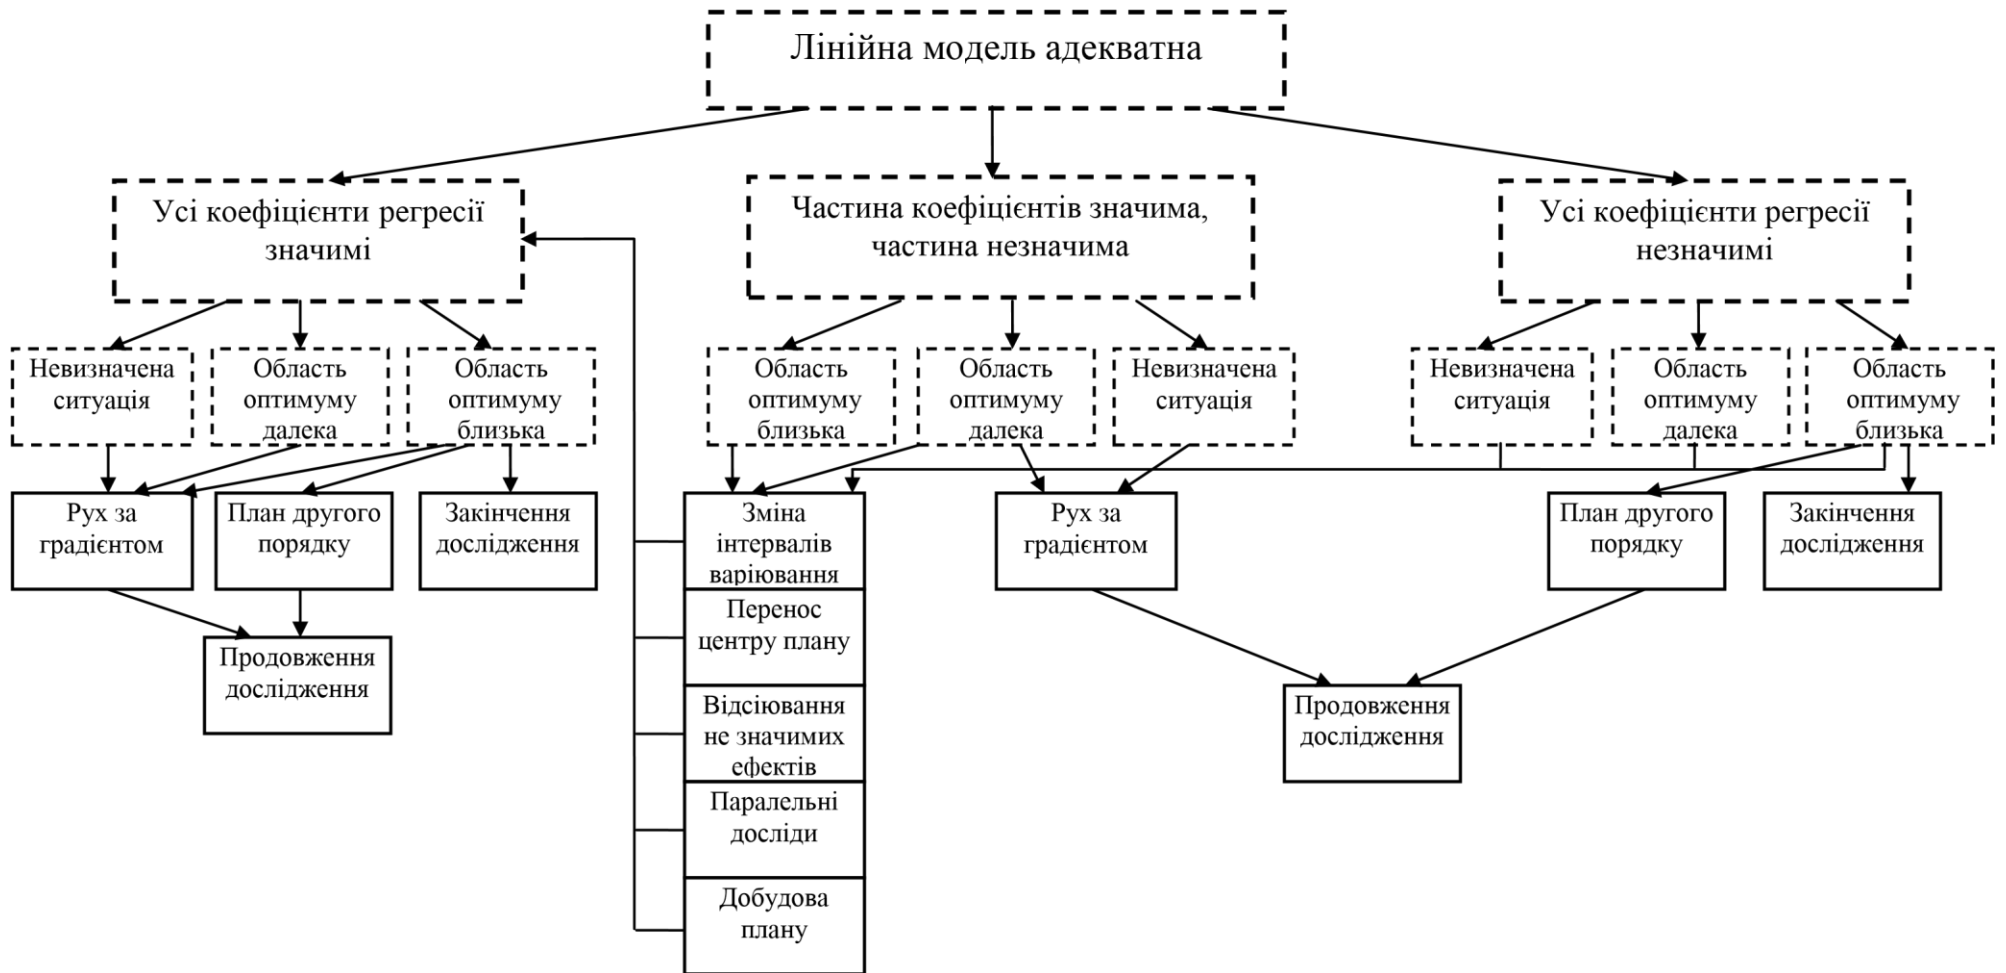 Лінійна модель адекватна
Усі коефіцієнти регресії
значимі
Частина коефіцієнтів значима,
частина незначима
Усі коефіцієнти регресії
незначимі
Невизначена
ситуація
Область
оптимуму
далека
Область
оптимуму
близька
Область
оптимуму
близька
Область
оптимуму
далека
Невизначена
ситуація
Невизначена
ситуація
Область
оптимуму
далека
Область
оптимуму
близька
Рух за
градієнтом
План другого
порядку
Закінчення
дослідження
Зміна
інтервалів
варіювання
Рух за
градієнтом
План другого
порядку
Закінчення
дослідження
Перенос
центру плану
Продовження
дослідження
Відсіювання
не значимих
ефектів
Продовження
дослідження
Паралельні
досліди
Добудова
плану